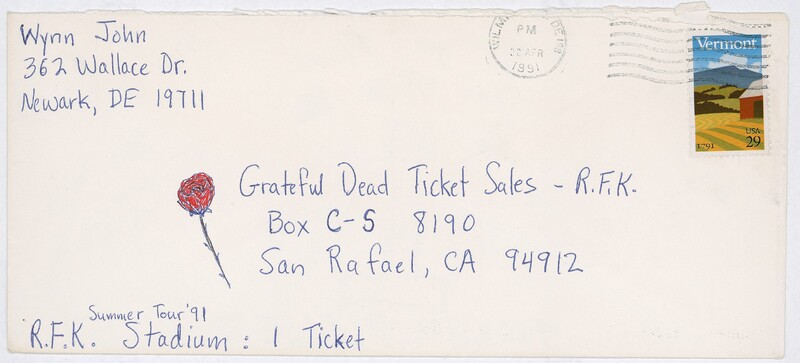 Wynn John
362 Wallace Dr.
Newark, DE 19711
PM
22 APR
1991
Vermont
USA
29
1791
Grateful Dead Ticket Sales - R.F.K.
Box C-S 8190
San Rafael, CA 94912
Summer Tour '91
R.F.K. Stadium : 1 Ticket